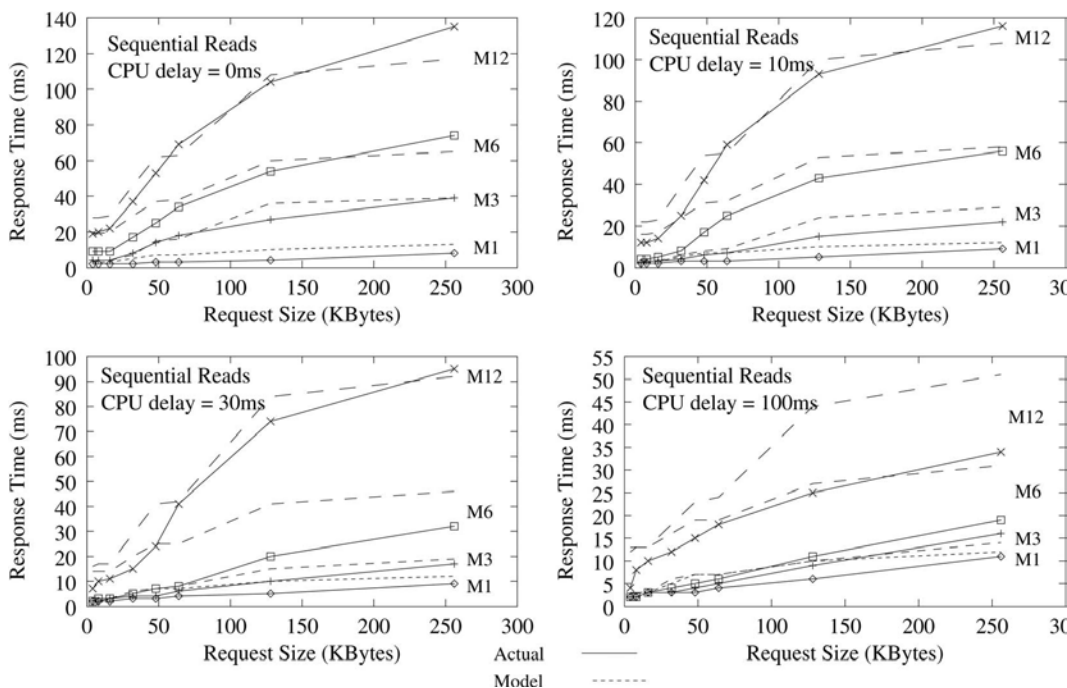 140
120
100
80
60
40
20
0
Response Time (ms)
Sequential Reads
CPU delay = 0ms
M12
M6
M3
M1
0 50 100 150 200 250 300
Request Size (KBytes)
120
100
80
60
40
20
0
Response Time (ms)
Sequential Reads
CPU delay = 10ms
M12
M6
M3
M1
0 50 100 150 200 250 300
Request Size (KBytes)
100
90
80
70
60
50
40
30
20
10
0
Response Time (ms)
Sequential Reads
CPU delay = 30ms
M12
M6
M3
M1
0 50 100 150 200 250 300
Request Size (KBytes)
55
50
45
40
35
30
25
20
15
10
5
0
Response Time (ms)
Sequential Reads
CPU delay = 100ms
M12
M6
M3
M1
0 50 100 150 200 250 300
Request Size (KBytes)
Actual
Model